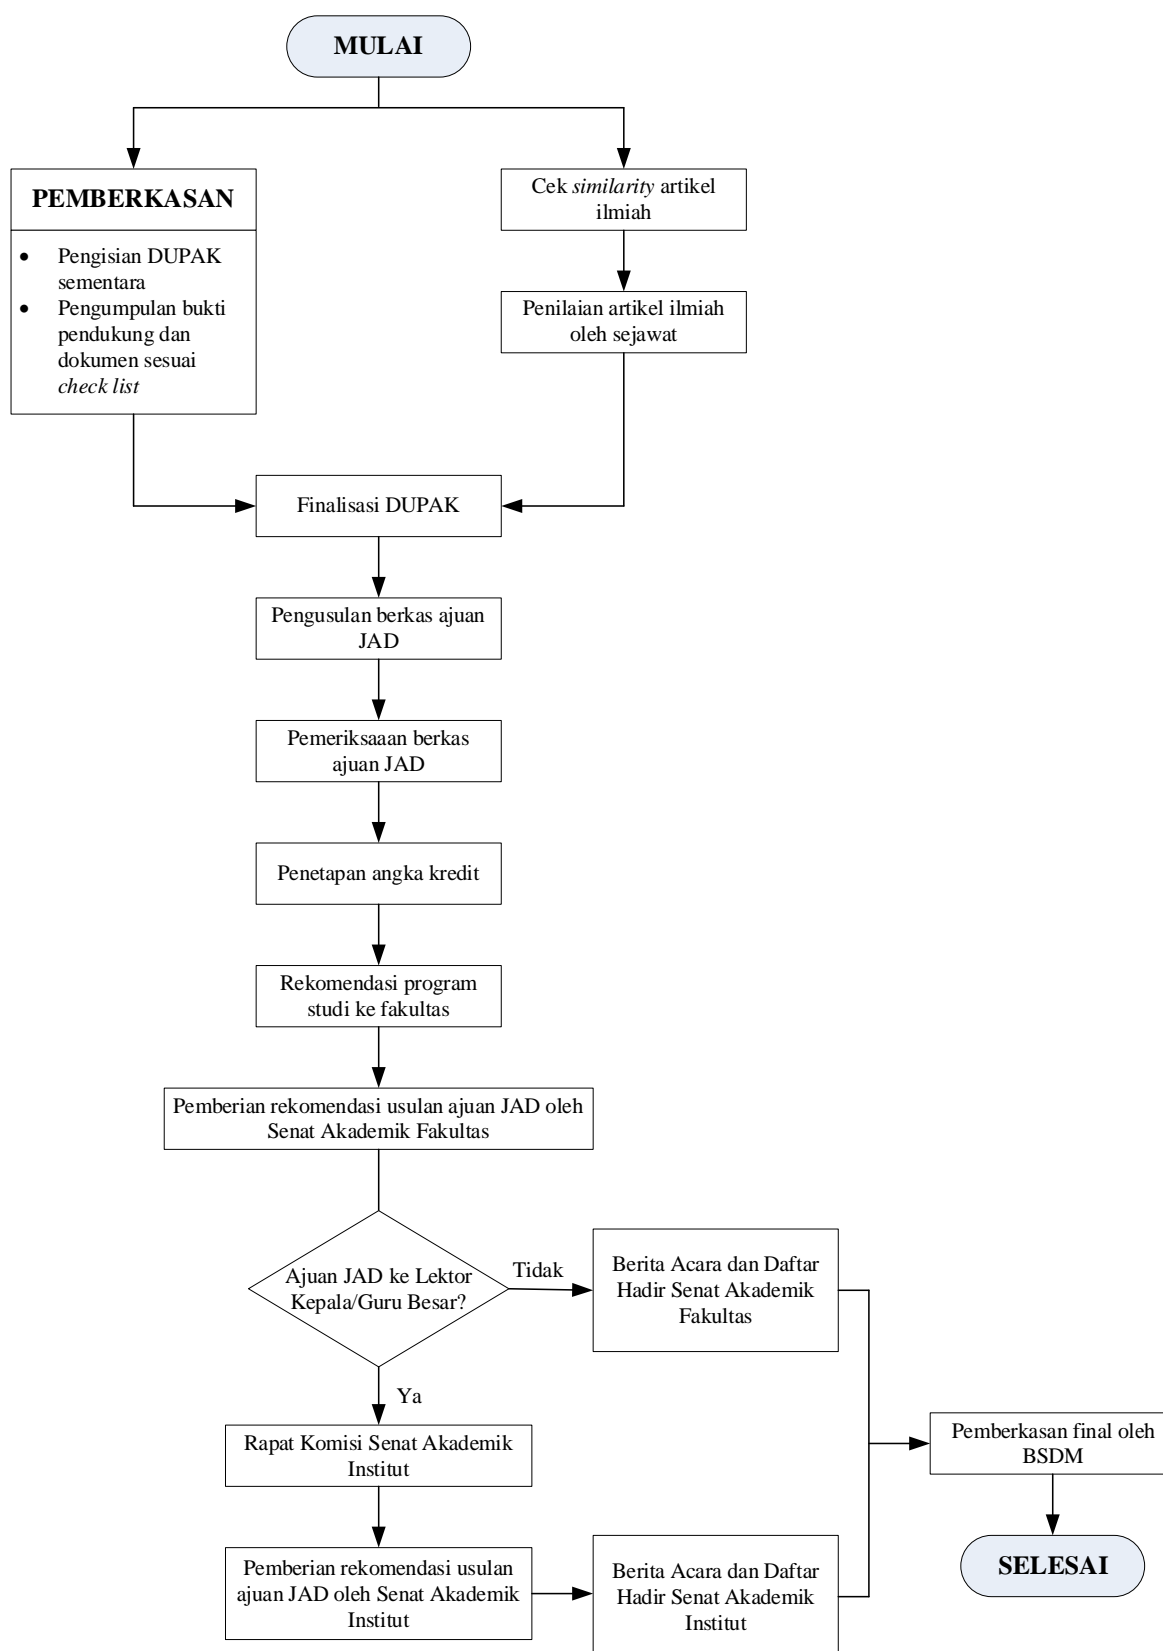 MULAI
PEMBERKASAN
• Pengisian DUPAK
sementara
• Pengumpulan bukti
pendukung dan
dokumen sesuai
check list
Cek similarity artikel
ilmiah
Penilaian artikel ilmiah
oleh sejawat
Finalisasi DUPAK
Pengusulan berkas ajuan
JAD
Pemeriksaaan berkas
ajuan JAD
Penetapan angka kredit
Rekomendasi program
studi ke fakultas
Pemberian rekomendasi usulan ajuan JAD oleh
Senat Akademik Fakultas
Ajuan JAD ke Lektor
Kepala/Guru Besar?
Tidak
Berita Acara dan Daftar
Hadir Senat Akademik
Fakultas
Ya
Rapat Komisi Senat Akademik
Institut
Pemberian rekomendasi usulan
ajuan JAD oleh Senat Akademik
Institut
Berita Acara dan Daftar
Hadir Senat Akademik
Institut
Pemberkasan final oleh
BSDM
SELESAI